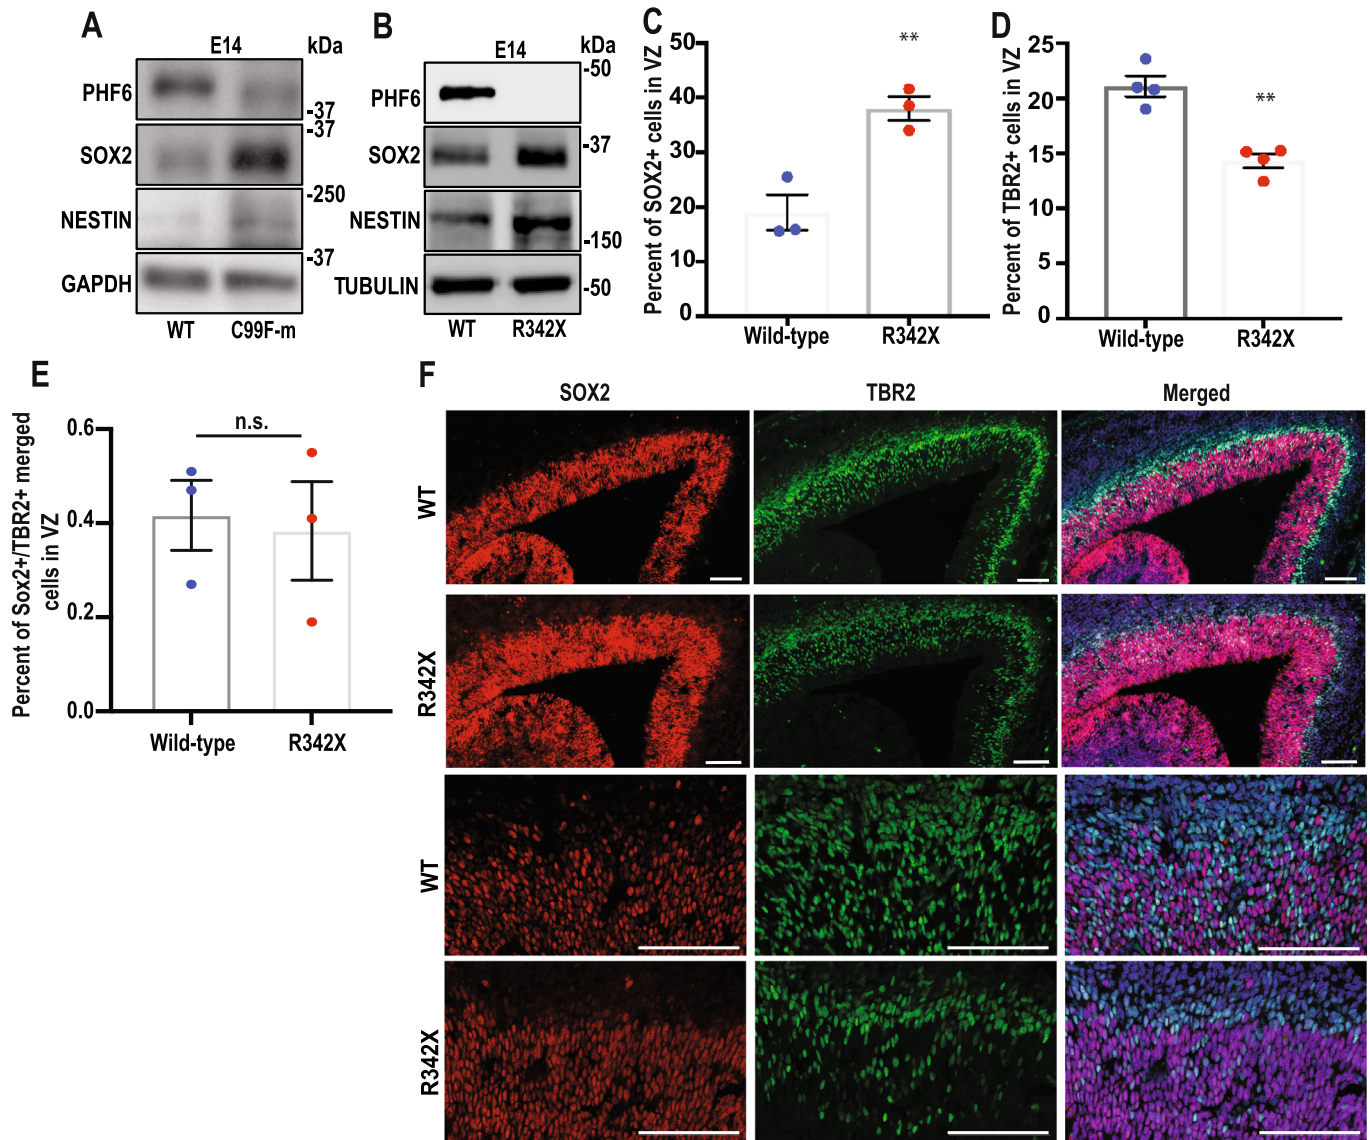 A
E14
kDa
PHF6
-37
-37
SOX2
-250
NESTIN
-37
GAPDH
WT C99F-m
B
E14
kDa
-50
PHF6
-37
SOX2
NESTIN
-150
TUBULIN
-50
WT R342X
C
Percent of SOX2+ cells in VZ
50
40
30
20
10
0
**
Wild-type R342X
D
Percent of TBR2+ cells in VZ
25
20
15
10
5
0
**
Wild-type R342X
E
Percent of Sox2+/TBR2+ merged
cells in VZ
0.6
0.4
0.2
0.0
n.s.
Wild-type R342X
F
SOX2 TBR2 Merged
WT
R342X
WT
R342X